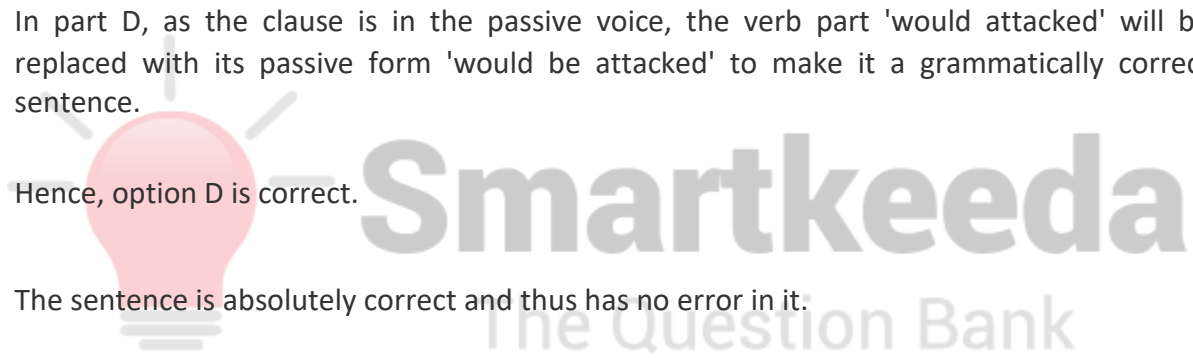 In part D, as the clause is in the passive voice, the verb part 'would attacked' will b
replaced with its passive form 'would be attacked' to make it a grammatically correc
sentence.
Hence, option D is correct.
Smartkeeda
The sentence is absolutely correct and thus has no error in it.
The Question Bank